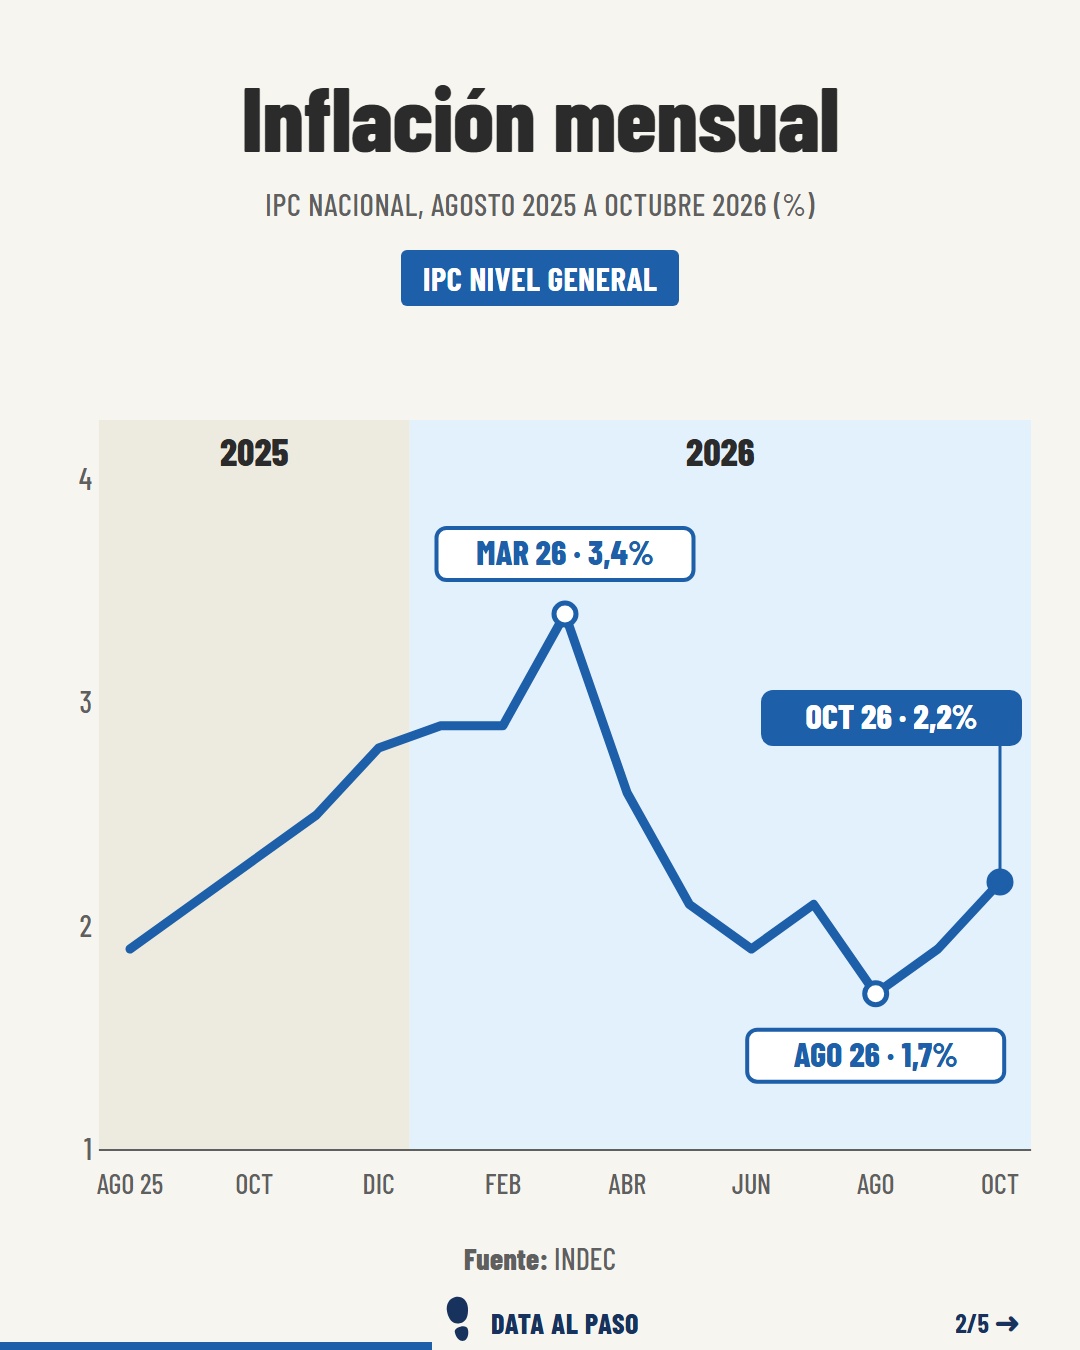 Inflación mensual
IPC NACIONAL, AGOSTO 2025 A OCTUBRE 2026 (%)
IPC NIVEL GENERAL
2025
2026
4
MAR 26 · 3,4%
3
OCT 26 · 2,2%
2
AGO 26 · 1,7%
1
AGO 25 OCT DIC FEB ABR JUN AGO OCT
Fuente: INDEC
DATA AL PASO
2/5 →